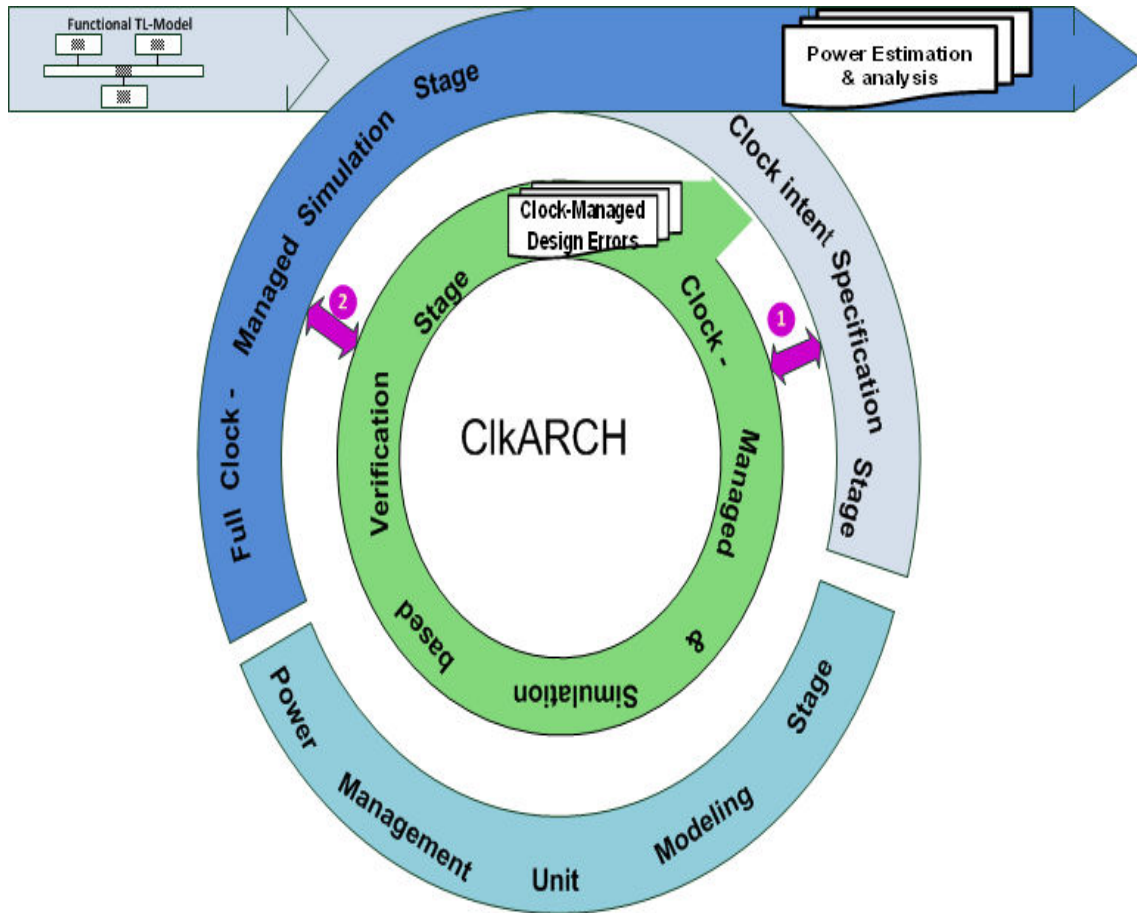 Functional TL-Model
Power Estimation
& analysis
Clock intent Specification Stage
Power Management Unit Modeling Stage
Full Clock - Managed Simulation Stage
Clock-Managed
Design Errors
Clock - Managed & Simulation based Verification Stage
1
2
ClkARCH